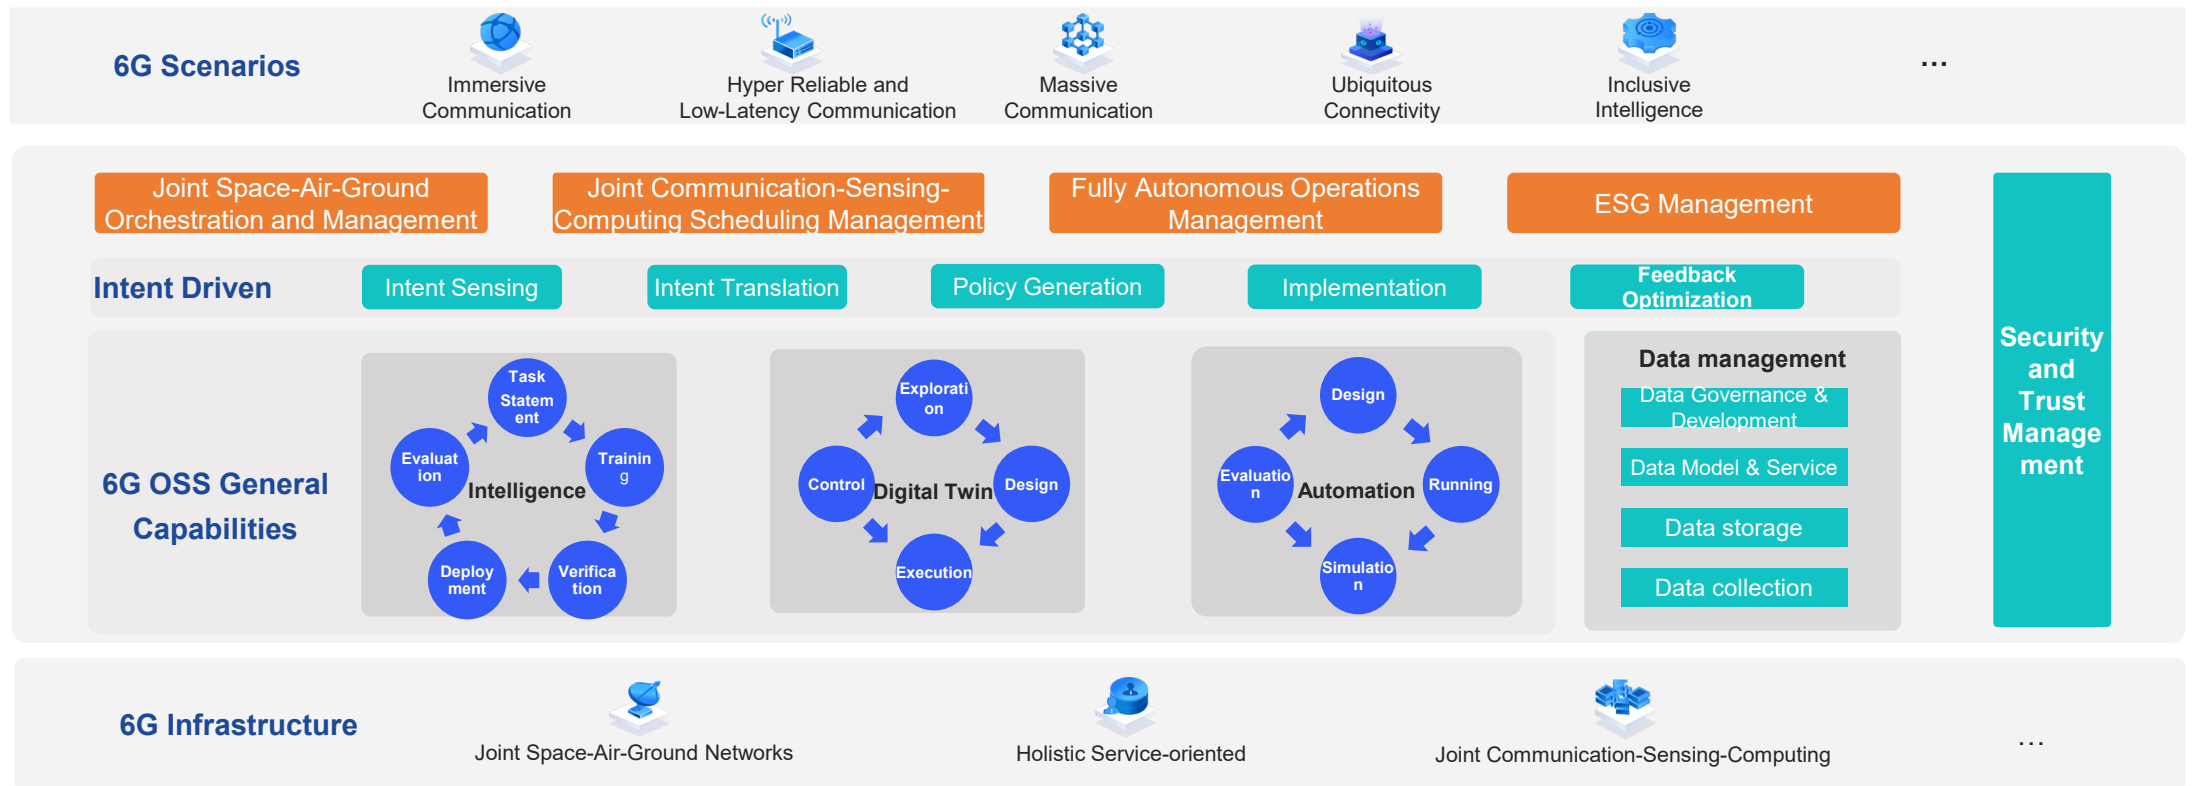 6G Scenarios
Immersive
Communication
Hyper Reliable and
Low-Latency Communication
Massive
Communication
Ubiquitous
Connectivity
Inclusive
Intelligence
...
Joint Space-Air-Ground
Orchestration and Management
Joint Communication-Sensing-
Computing Scheduling Management
Fully Autonomous Operations
Management
ESG Management
Intent Driven
Intent Sensing
Intent Translation
Policy Generation
Implementation
Feedback
Optimization
6G OSS General
Capabilities
Task
Statem
ent
Trainin
g
Verifica
tion
Deploy
ment
Evaluat
ion
Intelligence
Explorati
on
Design
Execution
Control
Digital Twin
Design
Running
Simulatio
n
Evaluatio
n
Automation
Data management
Data Governance &
Development
Data Model & Service
Data storage
Data collection
Security
and
Trust
Manage
ment
6G Infrastructure
Joint Space-Air-Ground Networks
Holistic Service-oriented
Joint Communication-Sensing-Computing
...